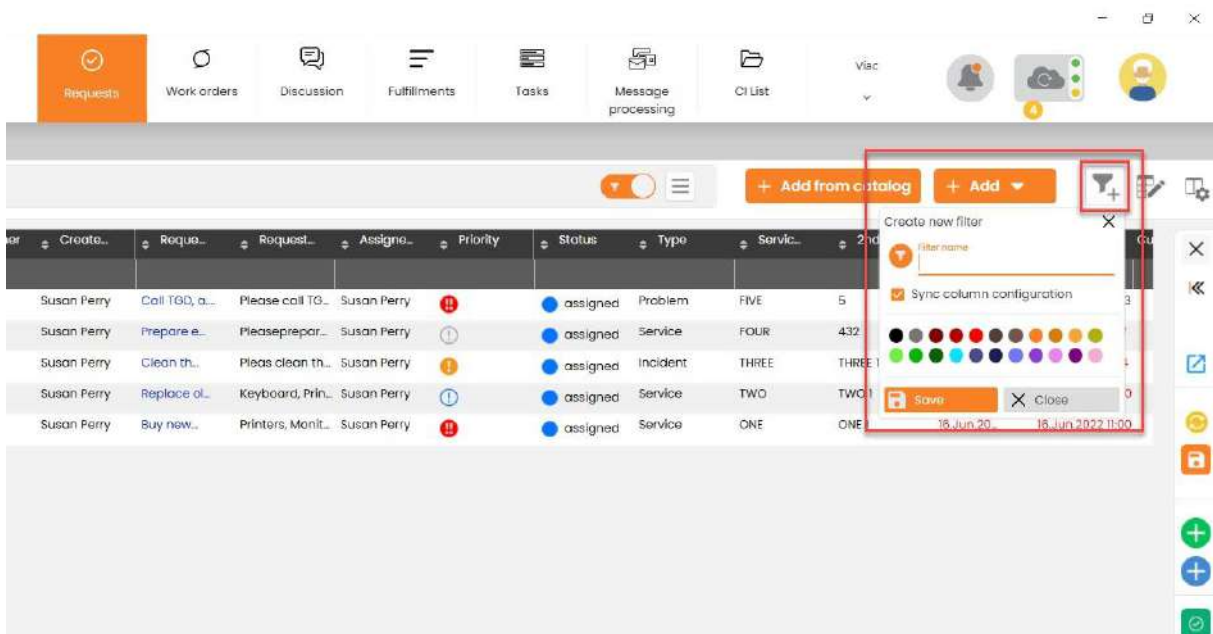 Requests
Work orders
Discussion
Fulfillments
Tasks
Message
processing
CI List
Viac
4
+ Add from catalog
+ Add
Create... Reque... Request... Assigne... Priority Status Type Servic... 2nd
Create new filter
Filter name
Sync column configuration
Save
Close
Susan Perry Call TGD, a... Please call TG... Susan Perry assigned Problem FIVE 5
Susan Perry Prepare e... Pleaseprepar... Susan Perry assigned Service FOUR 432
Susan Perry Clean th... Pleas clean th... Susan Perry assigned Incident THREE THREE
Susan Perry Replace ol... Keyboard, Prin... Susan Perry assigned Service TWO TWO 1
Susan Perry Buy new... Printers, Monit... Susan Perry assigned Service ONE ONE 16.Jun.20... 16.Jun.2022 11:00